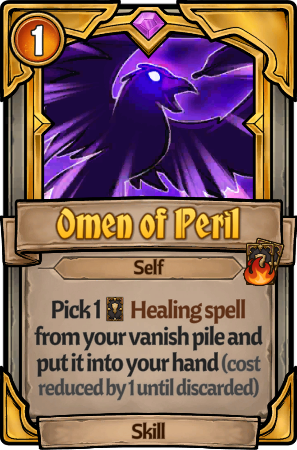 1
Omen of Peril
Self
Pick 1 Healing spell
from your vanish pile and
put it into your hand (cost
reduced by 1 until discarded)
Skill